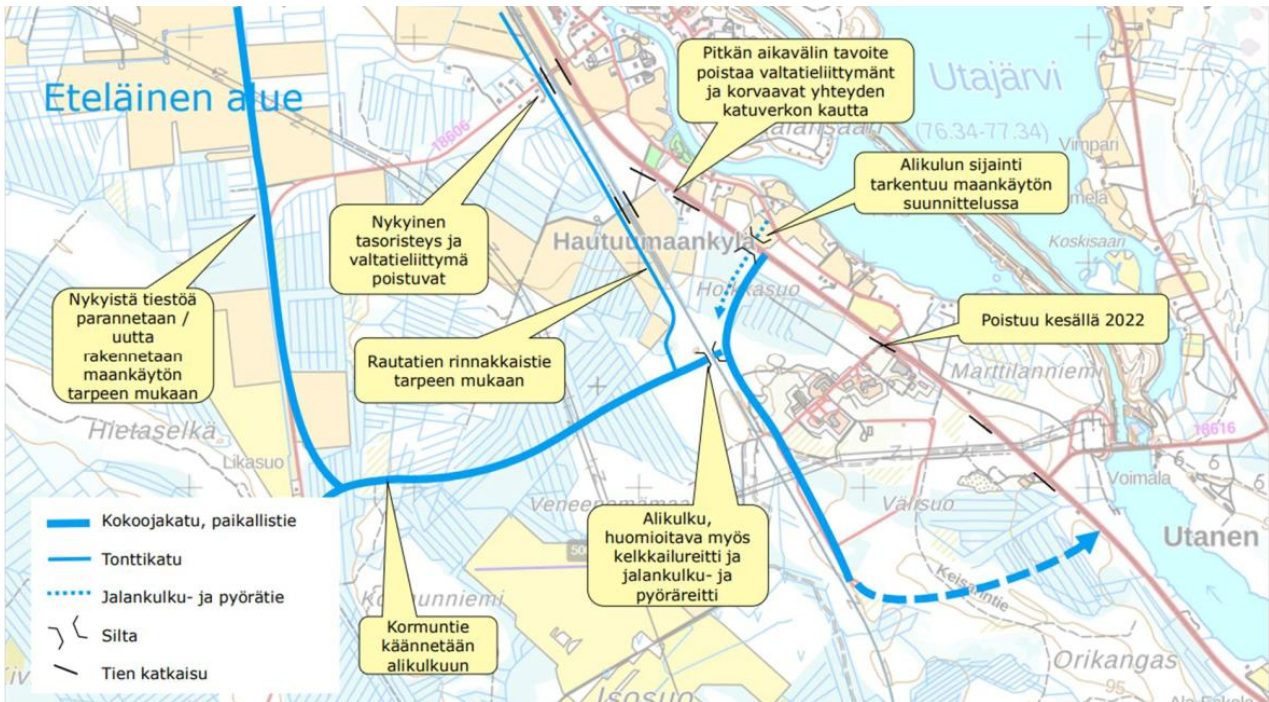 Eteläinen alue
Pitkän aikavälin tavoite
poistaa valtatieliittymänt
ja korvaavat yhteyden
katuverkon kautta
Utajärvi
(76.34-77.34)
Vimpari
18606
Alikulun sijainti
tarkentuu maankäytön
suunnittelussa
Koskisaari
Nykyinen
tasoristeys ja
valtatieliittymä
poistuvat
Hautuumaankylä
Nykyistä tiestöä
parannetaan /
uutta
rakennetaan
maankäytön
tarpeen mukaan
Rautatien rinnakkaistie
tarpeen mukaan
Poistuu kesällä 2022
Marttilanniemi
Hietaselkä
Likasuo
18616
Voimala
Utanen
Värsuo
Alikulku,
huomioitava myös
kelkkailureitti ja
jalankulku- ja
pyöräreitti
Keisarintie
Kormuntie
käännetään
alikulkuun
Orikangas
95
Isosuo
Kokoojakatu, paikallistie
Tonttikatu
Jalankulku- ja pyörätie
Silta
Tien katkaisu